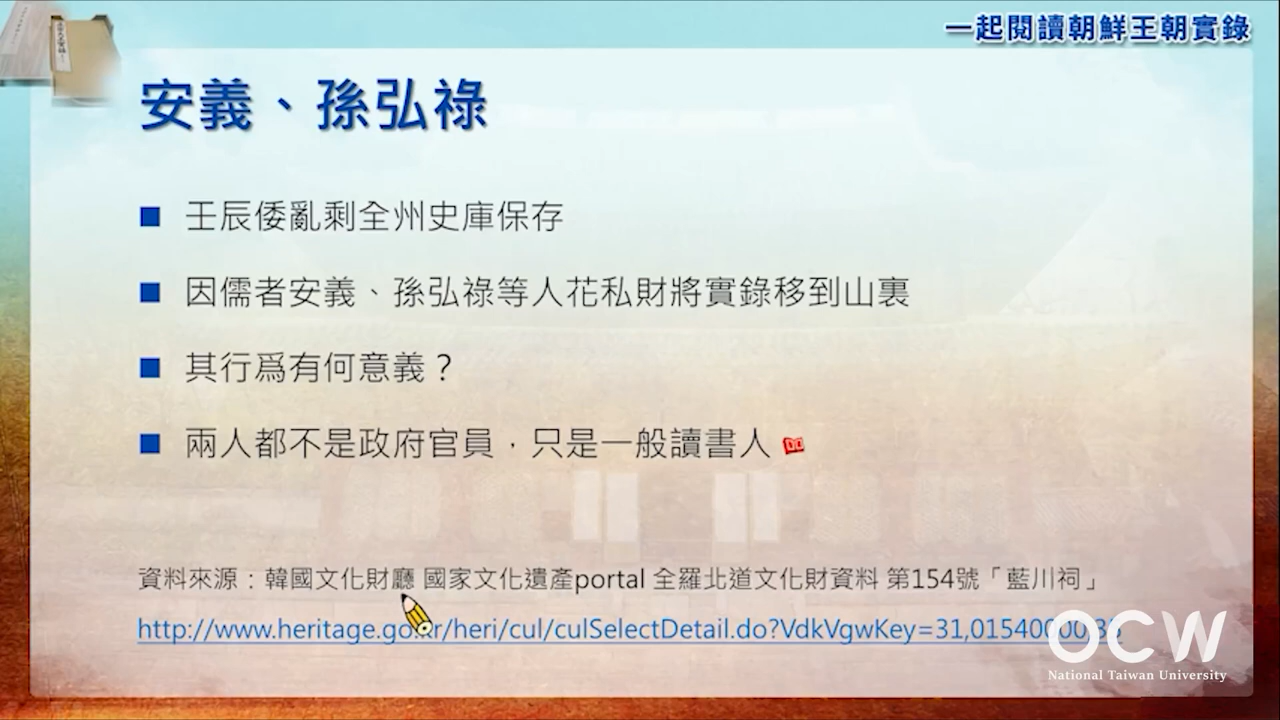 一起閱讀朝鮮王朝實錄
安義、孫弘祿
壬辰倭亂剩全州史庫保存
因儒者安義、孫弘祿等人花私財將實錄移到山裏
其行爲有何意義？
兩人都不是政府官員，只是一般讀書人
資料來源：韓國文化財廳 國家文化遺產portal 全羅北道文化財資料 第154號「藍川祠」
OCW
National Taiwan University